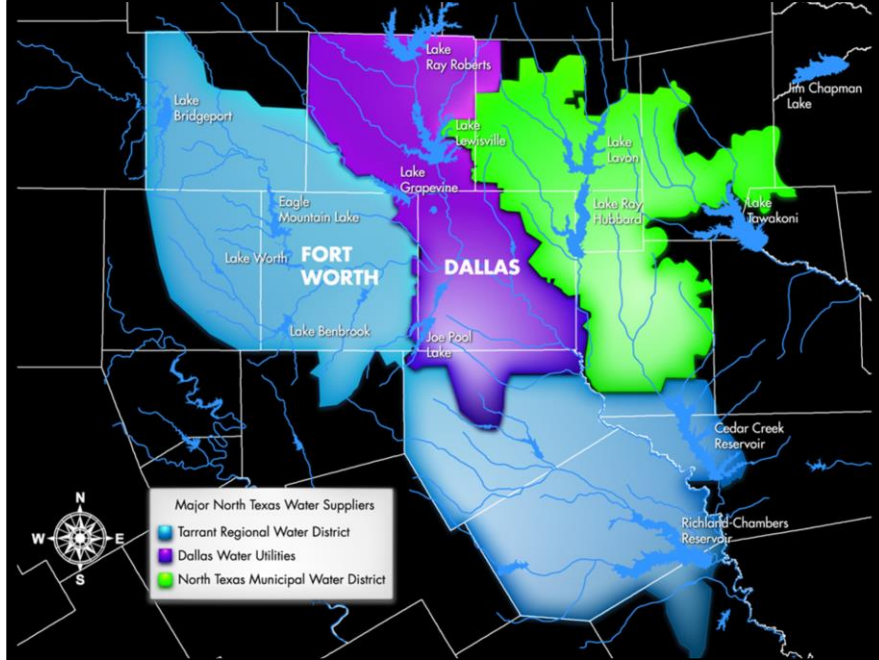 Lake
Ray Roberts
Jim Chapman
Lake
Lake
Bridgeport
Lake
Lewisville
Lake
Lavon
Lake
Grapevine
Eagle
Mountain Lake
Lake Ray
Hubbard
Lake
Tawakoni
Lake Worth
FORT
WORTH
DALLAS
Lake Benbrook
Joe Pool
Lake
Cedar Creek
Reservoir
Richland-Chambers
Reservoir
N
W
E
S
Major North Texas Water Suppliers
Tarrant Regional Water District
Dallas Water Utilities
North Texas Municipal Water District